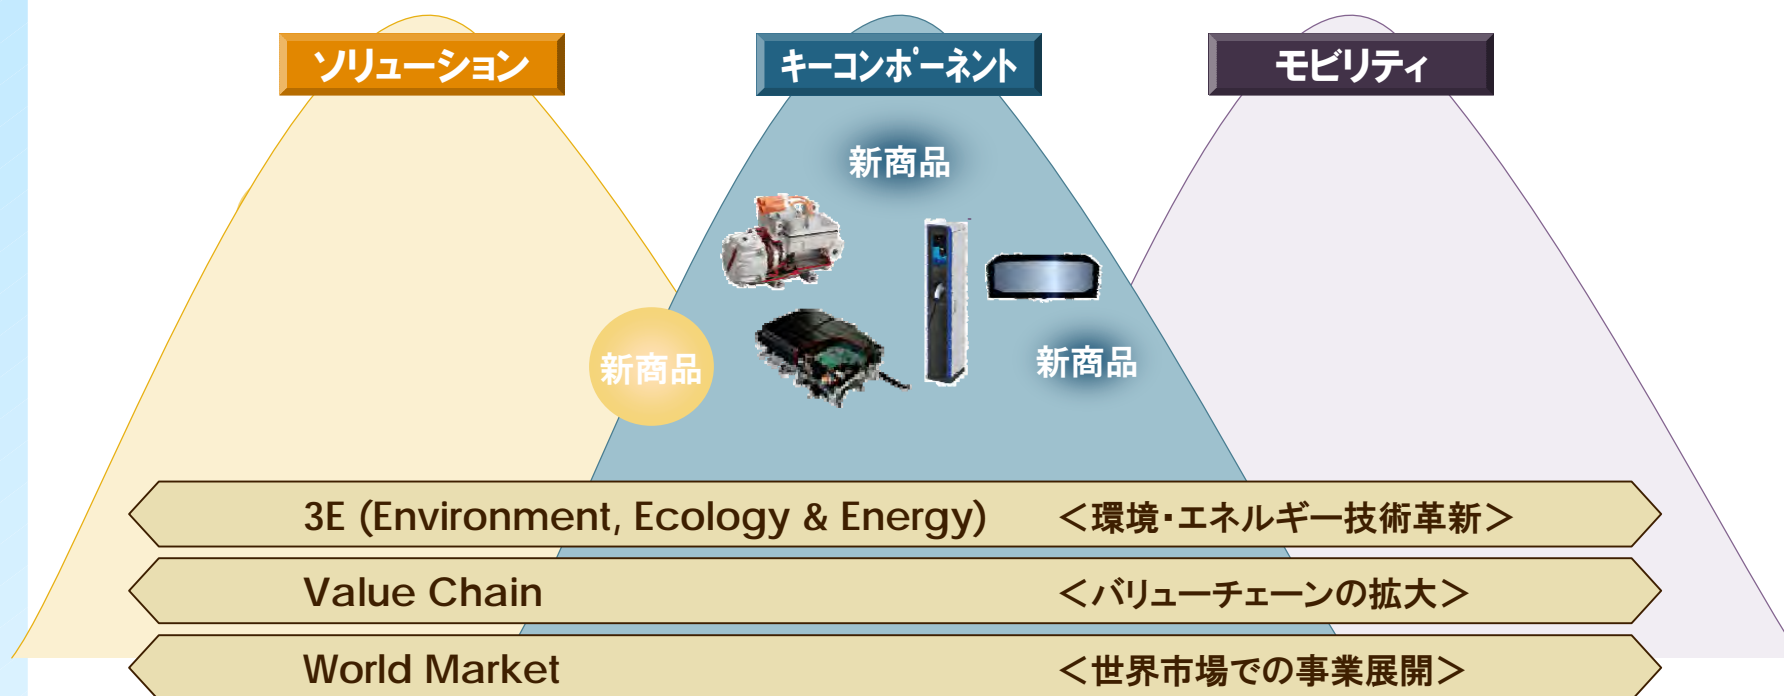 ソリューション
キーコンポーネント
モビリティ
新商品
新商品
新商品
3E (Environment, Ecology & Energy) ＜環境・エネルギー技術革新＞
Value Chain ＜バリューチェーンの拡大＞
World Market ＜世界市場での事業展開＞